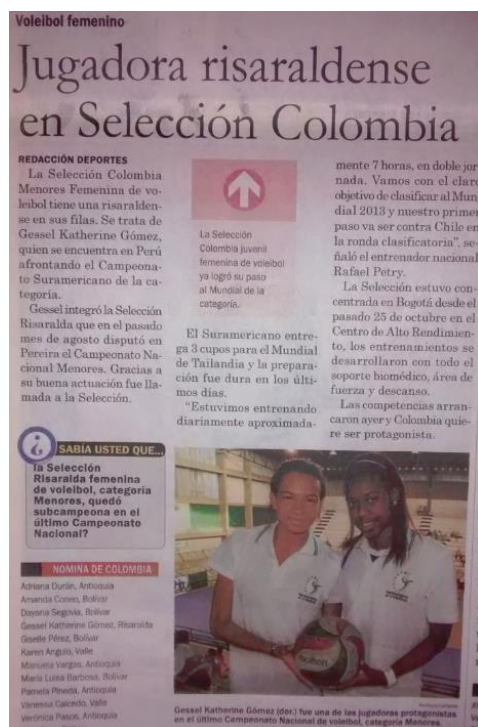 Voleibol femenino
Jugadora risaraldense
en Selección Colombia
REDACCIÓN DEPORTES
La Selección Colombia
Menores Femenina de vo-
leibol tiene una risaralden-
se en sus filas. Se trata de
Gessel Katherine Gómez,
quien se encuentra en Perú
afrontando el Campeona-
to Suramericano de la ca-
tegoría.
Gessel integró la Selección
Risaralda que en el pasado
mes de agosto disputó en
Pereira el Campeonato Na-
cional Menores. Gracias a
su buena actuación fue lla-
mada a la Selección.
La Selección
Colombia juvenil
femenina de voleibol
ya logró su paso
al Mundial de la
categoría.
El Suramericano entre-
ga 3 cupos para el Mundial
de Tailandia y la prepara-
ción fue dura en los últi-
mos días.
"Estuvimos entrenando
diariamente aproximada-
mente 7 horas, en doble jor
nada. Vamos con el claro
objetivo de clasificar al Mun
dial 2013 y nuestro primer
paso va ser contra Chile en
la ronda clasificatoria", se-
ñaló el entrenador nacional
Rafael Petry.
La Selección estuvo con-
centrada en Bogotá desde el
pasado 25 de octubre en el
Centro de Alto Rendimien-
to, los entrenamientos se
desarrollaron con todo el
soporte biomédico, área de
fuerza y descanso.
Las competencias arran-
caron ayer y Colombia quie-
re ser protagonista.
¿
SABÍA USTED QUE...
la Selección
Risaralda femenina
de voleibol, categoría
Menores, quedó
subcampeona en el
último Campeonato
Nacional?
NOMINA DE COLOMBIA
Adriana Durán, Antioquia
Amanda Coneo, Bolívar
Dayana Segovia, Bolívar
Gessel Katherine Gómez, Risaralda
Giselle Pérez, Bolívar
Karen Angulo, Valle
Manuela Vargas, Antioquia
María Luisa Barboso, Bolívar
Pamela Pineda, Antioquia
Vanessa Caicedo, Valle
Verónica Pasos, Antioquia
molten
Gessel Katherine Gómez (der.) fue una de las jugadoras protagonistas
en el último Campeonato Nacional de voleibol, categoría Menores.